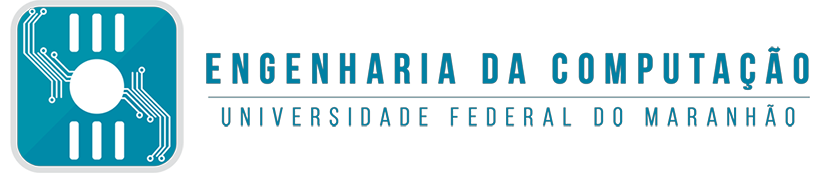 ENGENHARIA DA COMPUTAÇÃO
UNIVERSIDADE FEDERAL DO MARANHÃO